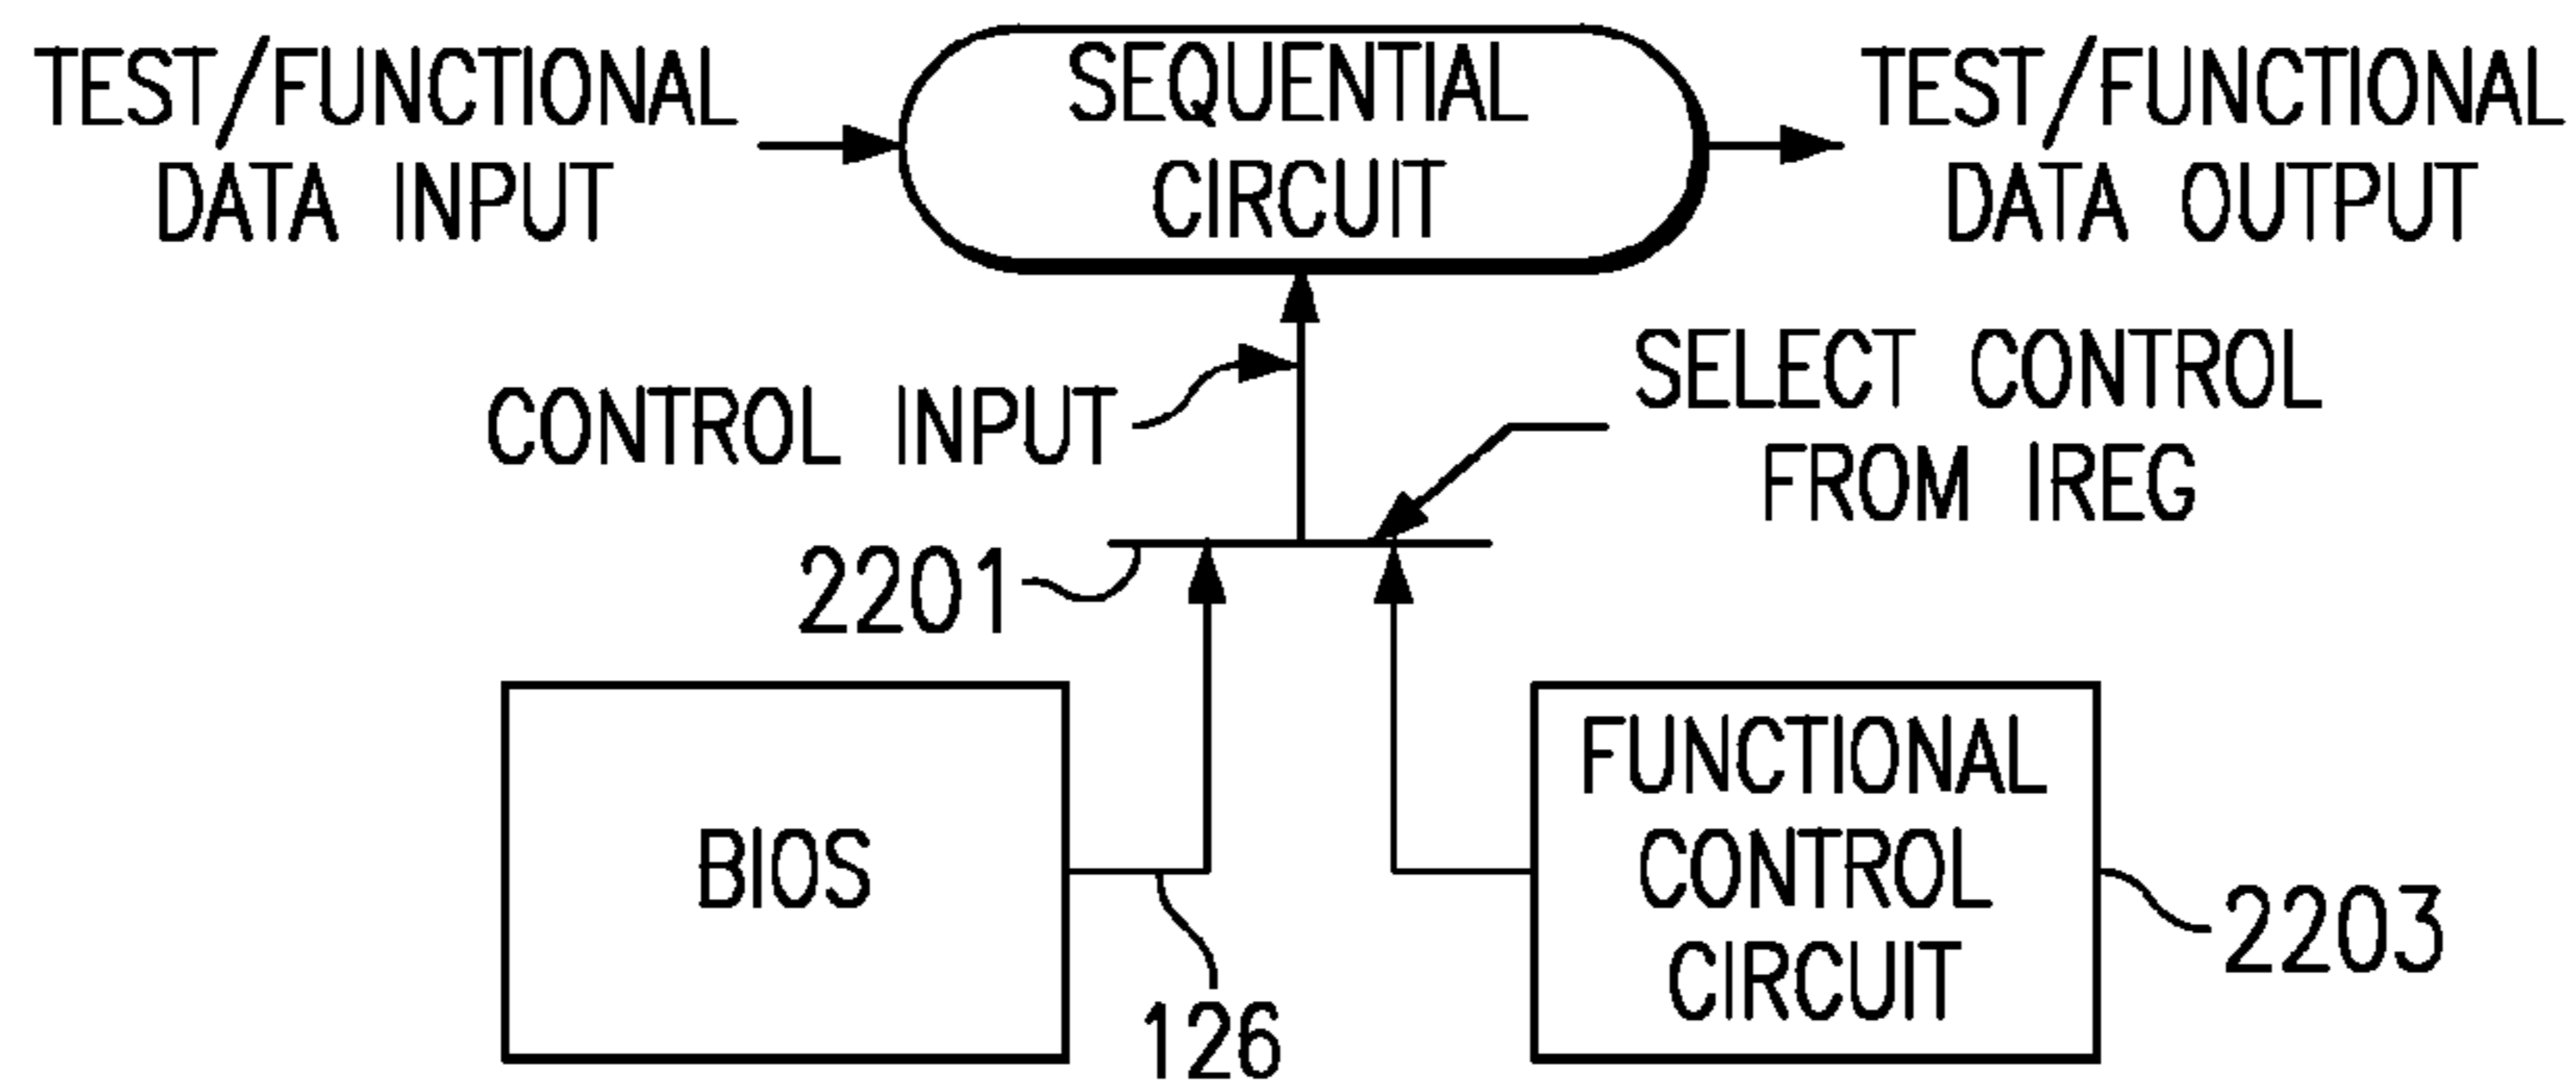 TEST/FUNCTIONAL
DATA INPUT
SEQUENTIAL
CIRCUIT
TEST/FUNCTIONAL
DATA OUTPUT
CONTROL INPUT
SELECT CONTROL
FROM IREG
2201
BIOS
126
FUNCTIONAL
CONTROL
CIRCUIT
2203